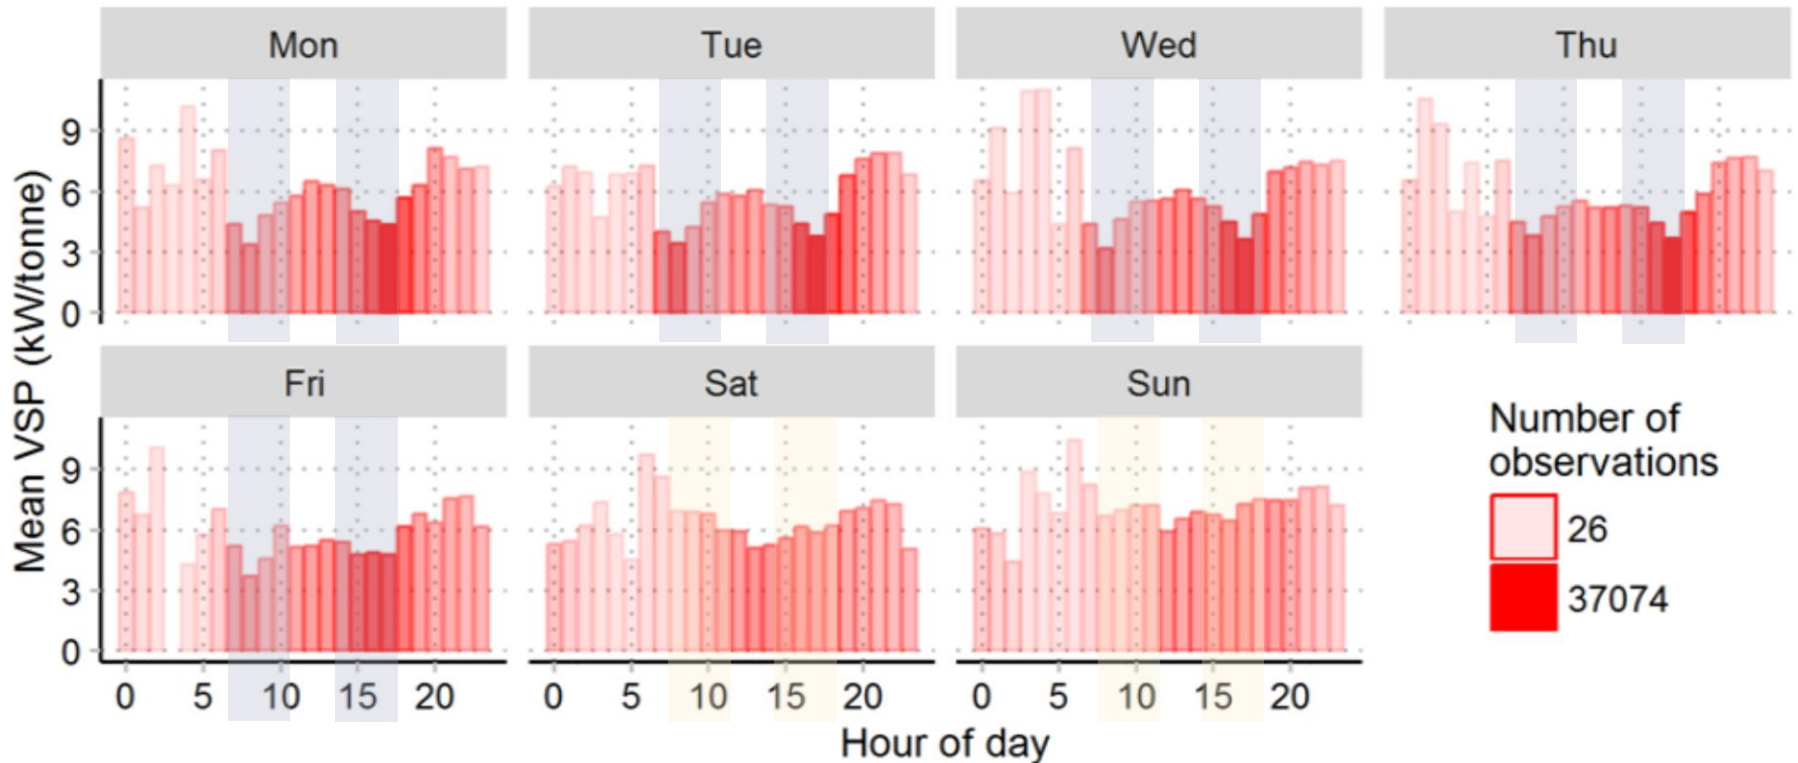 Mon Tue Wed Thu
9
6
3
0
Fri Sat Sun
9
6
3
0
0 5 10 15 20 0 5 10 15 20 0 5 10 15 20
Hour of day
Mean VSP (kW/tonne)
Number of
observations
26
37074